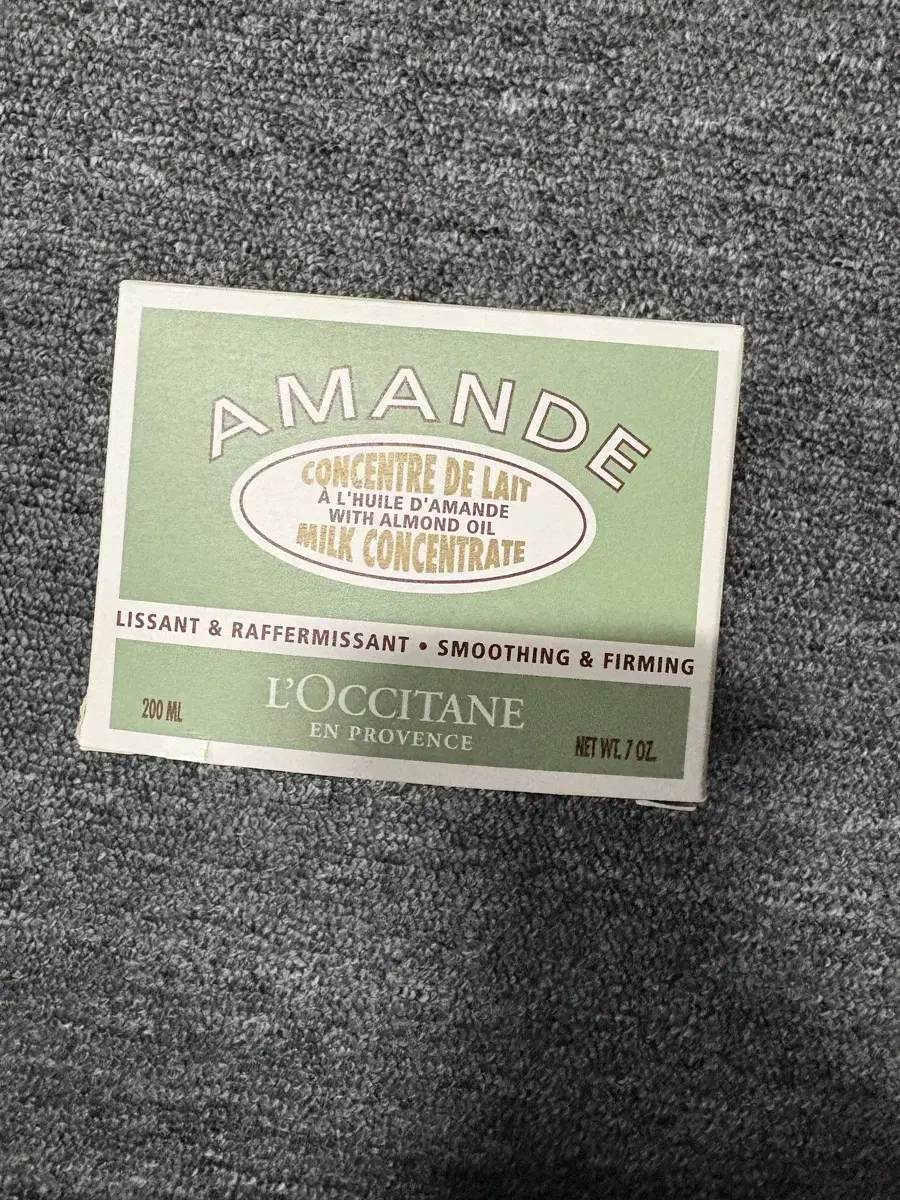 AMANDE
CONCENTRE DE LAIT
À L'HUILE D'AMANDE
WITH ALMOND OIL
MILK CONCENTRATE
LISSANT & RAFFERMISSANT • SMOOTHING & FIRMING
L'OCCITANE
EN PROVENCE
200 ML
NET WT. 7 OZ.